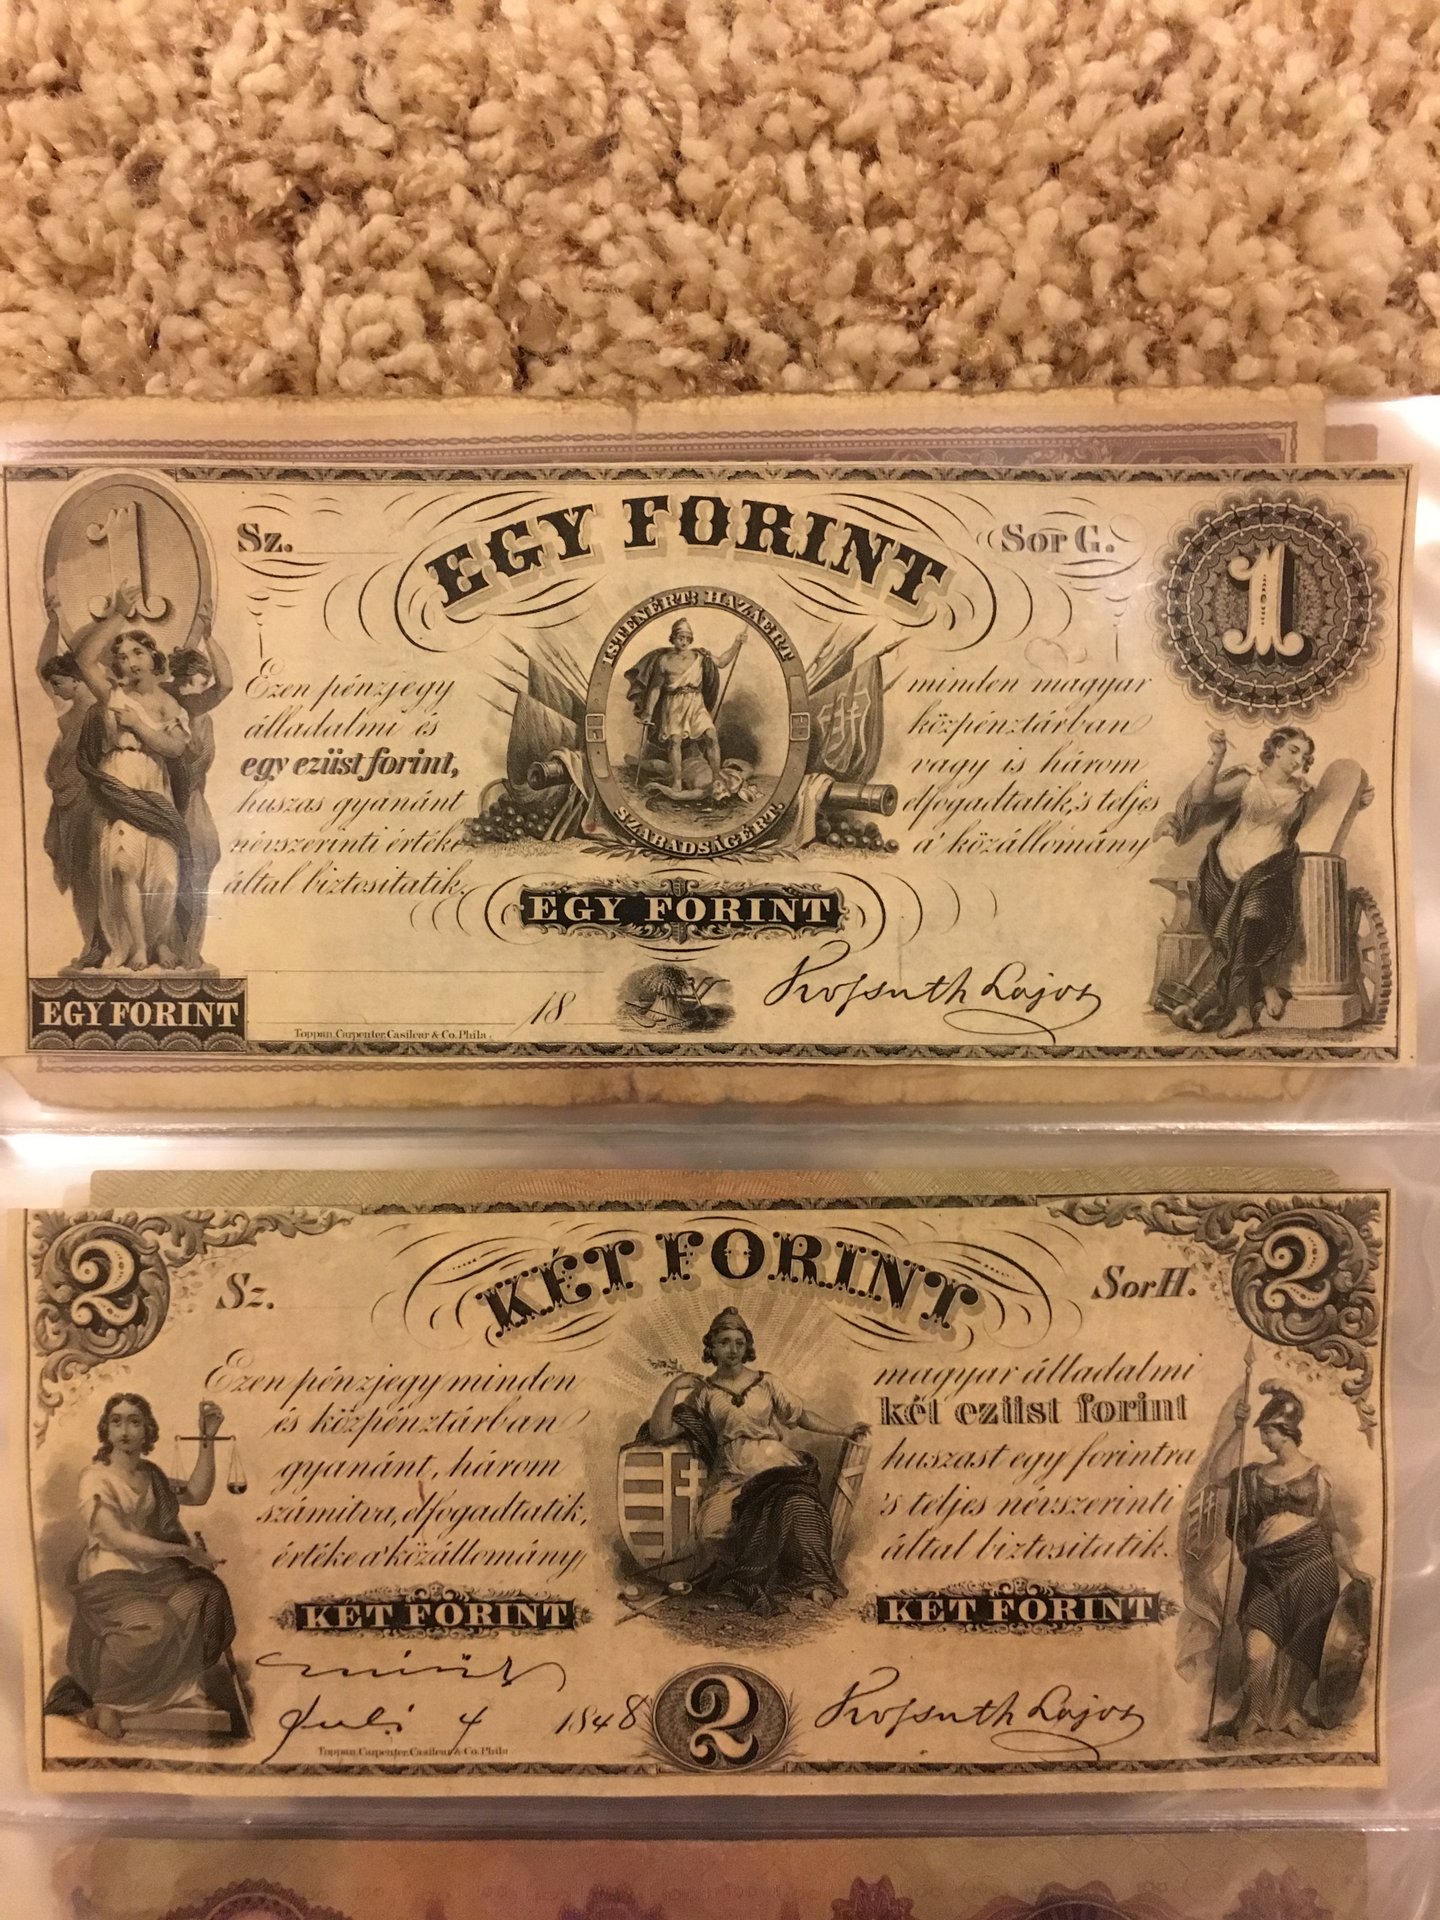 1
Sz.
EGY FORINT
Sor G.
1
ISTENÉRT, HAZÁÉRT
SZABADSÁGÉRT.
Ezen pénzjegy minden magyar
álladalmi és közpénztárban
egy ezüst forint, vagy is három
huszas gyanánt elfogadtatik,'s teljes
névszerinti értéke a' közállomány
által biztositatik.
EGY FORINT
EGY FORINT
18
Kossuth Lajos
Toppan, Carpenter, Casilear & Co. Phila.
2
Sz.
KÉT FORINT
Sor H.
2
Ezen pénzjegy minden magyar álladalmi
és közpénztárban két ezüst forint
gyanánt, három huszast egy forintra
számitva, elfogadtatik, 's teljes névszerinti
értéke a' közállomány által biztositatik.
KÉT FORINT
KÉT FORINT
Juli 4 1848
2
Kossuth Lajos
Toppan, Carpenter, Casilear & Co. Phila